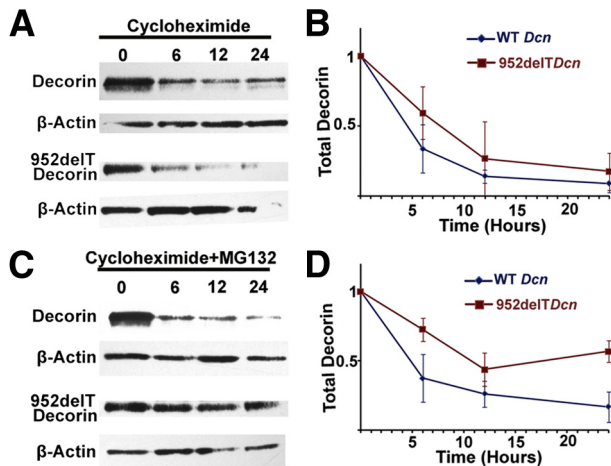 A
Cycloheximide
0 6 12 24
Decorin
β-Actin
952delT
Decorin
β-Actin
B
WT Dcn
952delTDcn
Total Decorin
1
0.5
5 10 15 20
Time (Hours)
C
Cycloheximide+MG132
0 6 12 24
Decorin
β-Actin
952delT
Decorin
β-Actin
D
WT Dcn
952delTDcn
Total Decorin
1
0.5
5 10 15 20
Time (Hours)